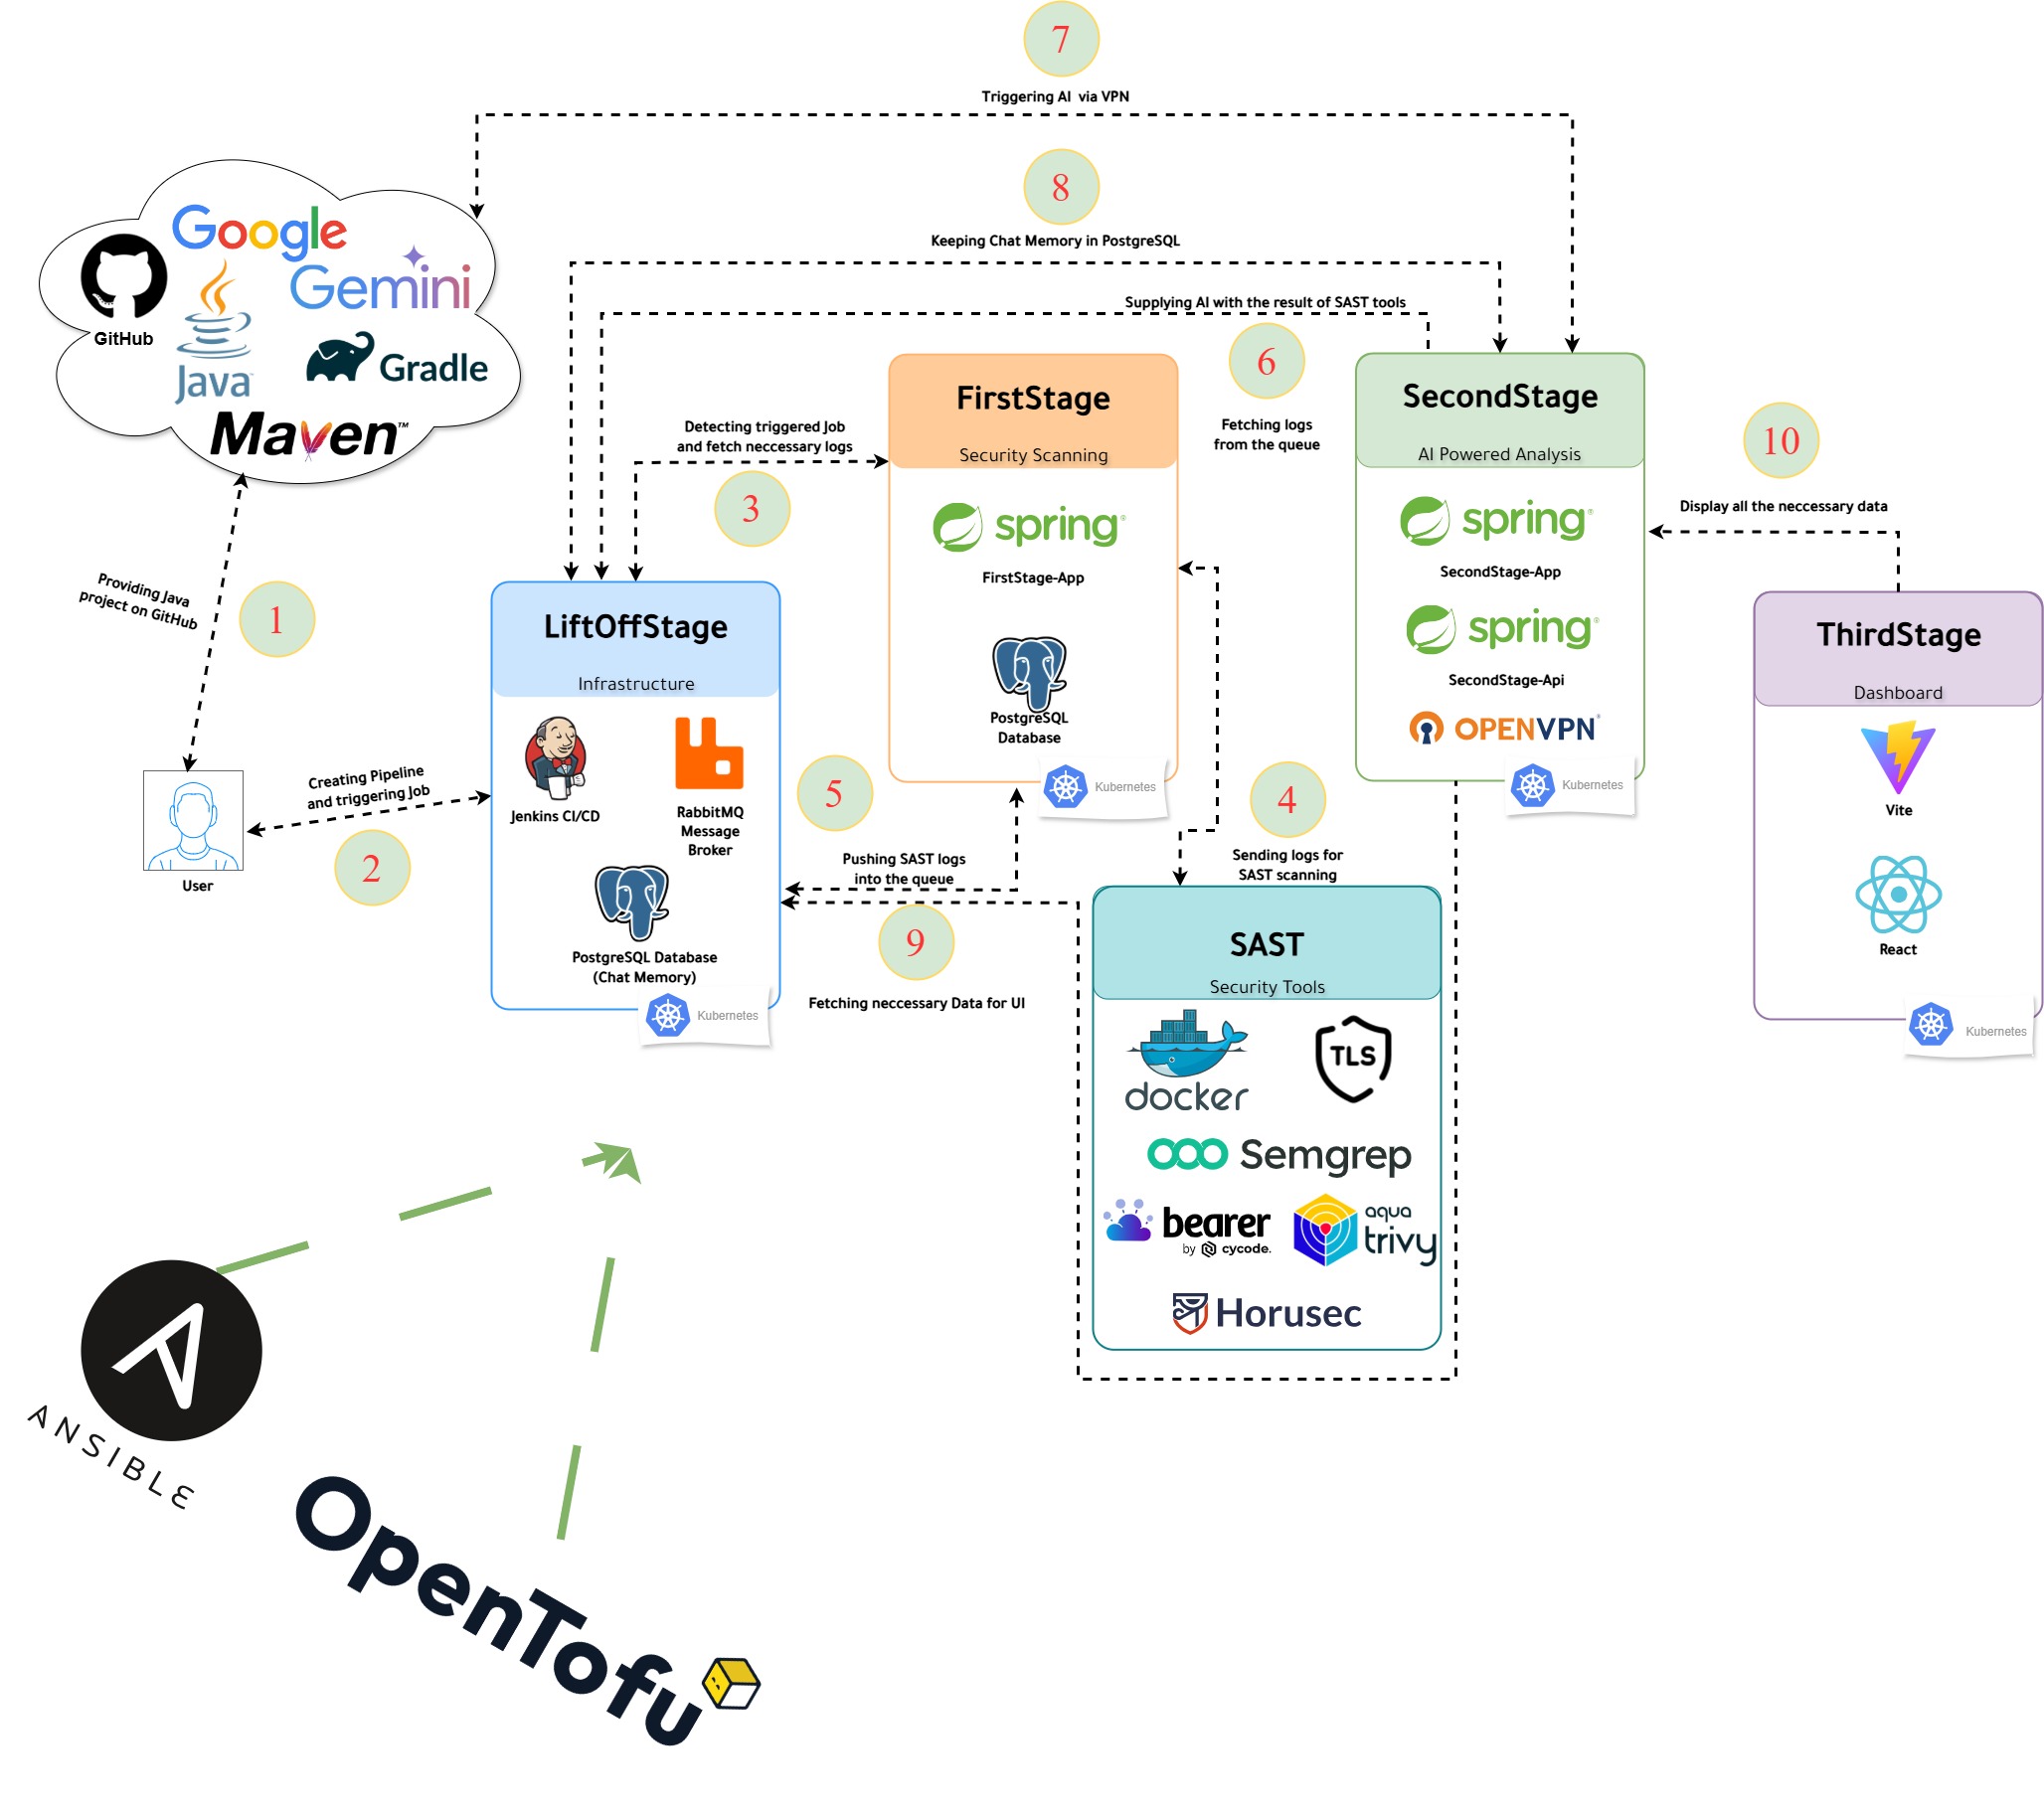 7
Triggering AI via VPN
8
Keeping Chat Memory in PostgreSQL
Supplying AI with the result of SAST tools
6
Fetching logs
from the queue
Google
Gemini
GitHub
Java™
Gradle
Maven™
Detecting triggered Job
and fetch neccessary logs
3
Providing Java
project on GitHub
1
User
Creating Pipeline
and triggering Job
2
LiftOffStage
Infrastructure
Jenkins CI/CD
RabbitMQ
Message
Broker
PostgreSQL Database
(Chat Memory)
Kubernetes
FirstStage
Security Scanning
spring®
FirstStage-App
PostgreSQL
Database
Kubernetes
5
Pushing SAST logs
into the queue
9
Fetching neccessary Data for UI
4
Sending logs for
SAST scanning
SecondStage
AI Powered Analysis
spring®
SecondStage-App
spring®
SecondStage-Api
OPENVPN®
Kubernetes
10
Display all the neccessary data
ThirdStage
Dashboard
Vite
React
Kubernetes
SAST
Security Tools
docker
TLS
Semgrep
bearer
by cycode.
aqua
trivy
Horusec
ANSIBLE
OpenTofu